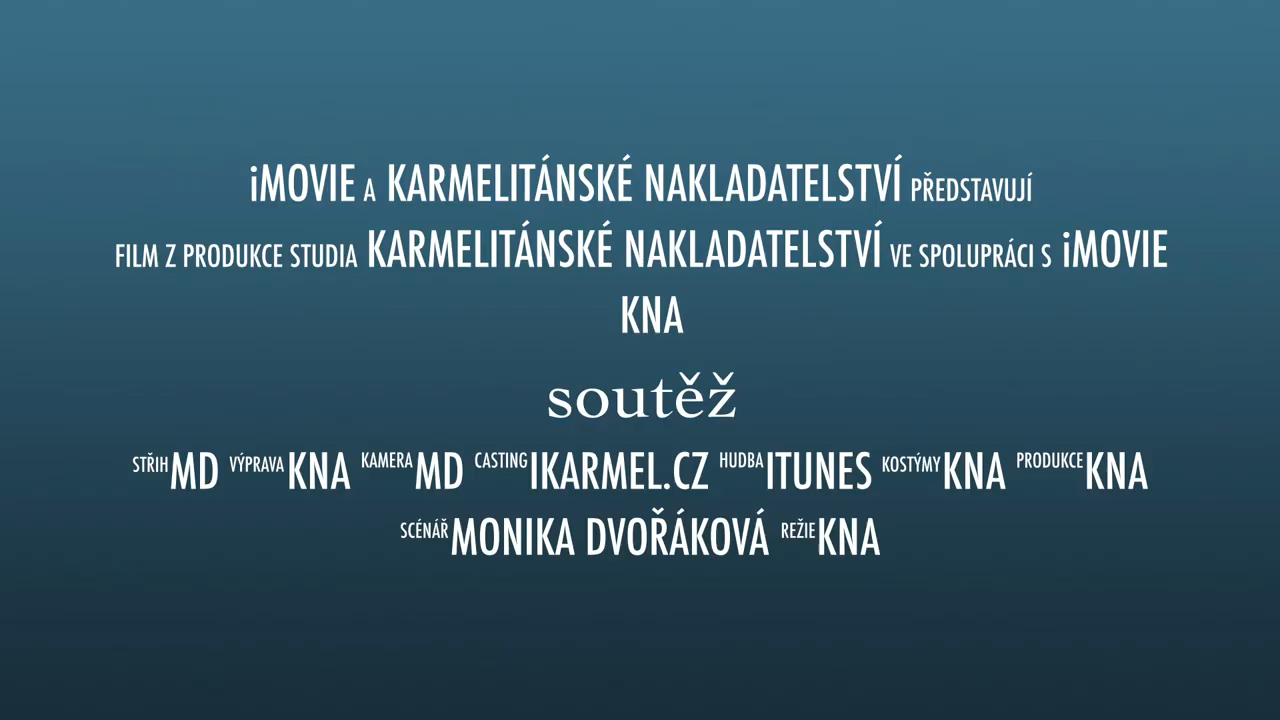 iMOVIE A KARMELITÁNSKÉ NAKLADATELSTVÍ PŘEDSTAVUJÍ
FILM Z PRODUKCE STUDIA KARMELITÁNSKÉ NAKLADATELSTVÍ VE SPOLUPRÁCI S iMOVIE
KNA
soutěž
STŘIH MD VÝPRAVA KNA KAMERA MD CASTING IKARMEL.CZ HUDBA ITUNES KOSTÝMY KNA PRODUKCE KNA
SCÉNÁŘ MONIKA DVOŘÁKOVÁ REŽIE KNA